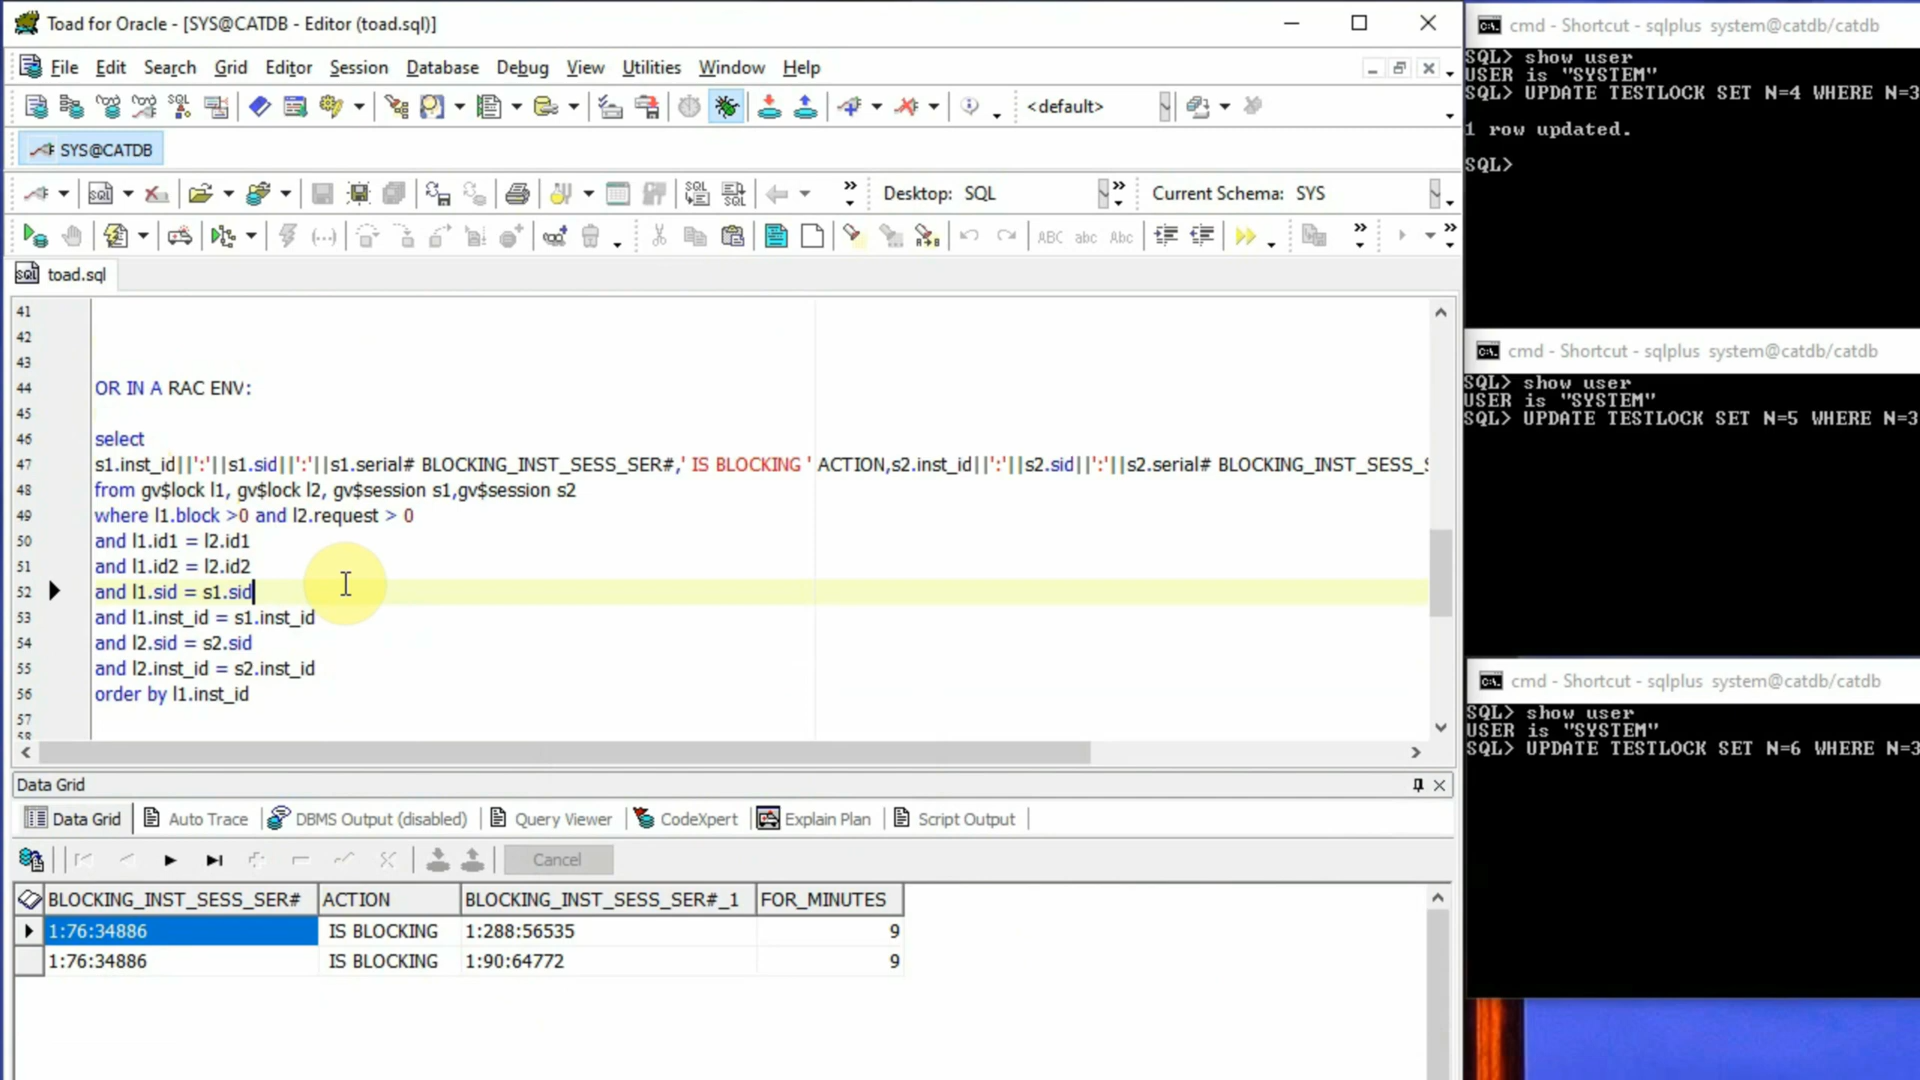 Toad for Oracle - [SYS@CATDB - Editor (toad.sql)]
File Edit Search Grid Editor Session Database Debug View Utilities Window Help
<default>
SYS@CATDB
Desktop: SQL Current Schema: SYS
toad.sql
41
42
43
44 OR IN A RAC ENV:
45
46 select
47 s1.inst_id||':'||s1.sid||':'||s1.serial# BLOCKING_INST_SESS_SER#,' IS BLOCKING ' ACTION,s2.inst_id||':'||s2.sid||':'||s2.serial# BLOCKING_INST_SESS_S
48 from gv$lock l1, gv$lock l2, gv$session s1,gv$session s2
49 where l1.block >0 and l2.request > 0
50 and l1.id1 = l2.id1
51 and l1.id2 = l2.id2
52 and l1.sid = s1.sid
53 and l1.inst_id = s1.inst_id
54 and l2.sid = s2.sid
55 and l2.inst_id = s2.inst_id
56 order by l1.inst_id
57
58
Data Grid
Data Grid Auto Trace DBMS Output (disabled) Query Viewer CodeXpert Explain Plan Script Output
Cancel
BLOCKING_INST_SESS_SER# ACTION BLOCKING_INST_SESS_SER#_1 FOR_MINUTES
1:76:34886 IS BLOCKING 1:288:56535 9
1:76:34886 IS BLOCKING 1:90:64772 9
cmd - Shortcut - sqlplus system@catdb/catdb
SQL> show user
USER is "SYSTEM"
SQL> UPDATE TESTLOCK SET N=4 WHERE N=3
1 row updated.
SQL>
cmd - Shortcut - sqlplus system@catdb/catdb
SQL> show user
USER is "SYSTEM"
SQL> UPDATE TESTLOCK SET N=5 WHERE N=3
cmd - Shortcut - sqlplus system@catdb/catdb
SQL> show user
USER is "SYSTEM"
SQL> UPDATE TESTLOCK SET N=6 WHERE N=3